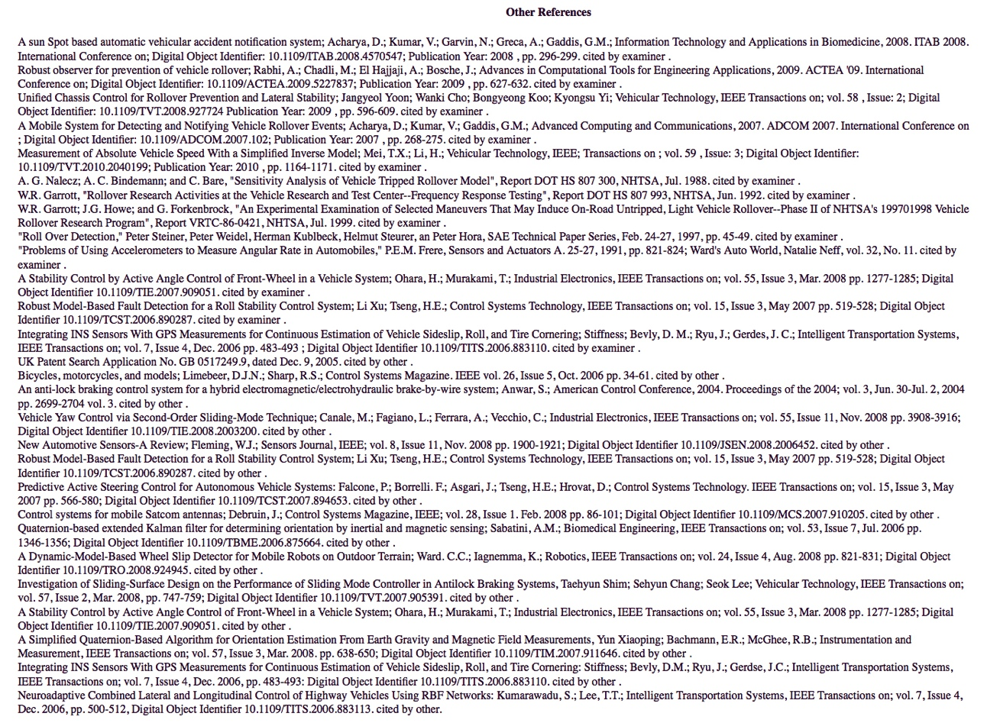 Other References
A sun Spot based automatic vehicular accident notification system; Acharya, D.; Kumar, V.; Garvin, N.; Greca, A.; Gaddis, G.M.; Information Technology and Applications in Biomedicine, 2008. ITAB 2008.
International Conference on; Digital Object Identifier: 10.1109/ITAB.2008.4570547; Publication Year: 2008 , pp. 296-299. cited by examiner .
Robust observer for prevention of vehicle rollover; Rabhi, A.; Chadli, M.; El Hajjaji, A.; Bosche, J.; Advances in Computational Tools for Engineering Applications, 2009. ACTEA '09. International
Conference on; Digital Object Identifier: 10.1109/ACTEA.2009.5227837; Publication Year: 2009 , pp. 627-632. cited by examiner .
Unified Chassis Control for Rollover Prevention and Lateral Stability; Jangyeol Yoon; Wanki Cho; Bongyeong Koo; Kyongsu Yi; Vehicular Technology, IEEE Transactions on; vol. 58 , Issue: 2; Digital
Object Identifier: 10.1109/TVT.2008.927724 Publication Year: 2009 , pp. 596-609. cited by examiner .
A Mobile System for Detecting and Notifying Vehicle Rollover Events; Acharya, D.; Kumar, V.; Gaddis, G.M.; Advanced Computing and Communications, 2007. ADCOM 2007. International Conference on
; Digital Object Identifier: 10.1109/ADCOM.2007.102; Publication Year: 2007 , pp. 268-275. cited by examiner .
Measurement of Absolute Vehicle Speed With a Simplified Inverse Model; Mei, T.X.; Li, H.; Vehicular Technology, IEEE; Transactions on ; vol. 59 , Issue: 3; Digital Object Identifier:
10.1109/TVT.2010.2040199; Publication Year: 2010 , pp. 1164-1171. cited by examiner .
A. G. Nalecz; A. C. Bindemann; and C. Bare, "Sensitivity Analysis of Vehicle Tripped Rollover Model", Report DOT HS 807 300, NHTSA, Jul. 1988. cited by examiner .
W.R. Garrott, "Rollover Research Activities at the Vehicle Research and Test Center--Frequency Response Testing", Report DOT HS 807 993, NHTSA, Jun. 1992. cited by examiner .
W.R. Garrott; J.G. Howe; and G. Forkenbrock, "An Experimental Examination of Selected Maneuvers That May Induce On-Road Untripped, Light Vehicle Rollover--Phase II of NHTSA's 199701998 Vehicle
Rollover Research Program", Report VRTC-86-0421, NHTSA, Jul. 1999. cited by examiner .
"Roll Over Detection," Peter Steiner, Peter Weidel, Herman Kublbeck, Helmut Steurer, an Peter Hora, SAE Technical Paper Series, Feb. 24-27, 1997, pp. 45-49. cited by examiner .
"Problems of Using Accelerometers to Measure Angular Rate in Automobiles," P.E.M. Frere, Sensors and Actuators A. 25-27, 1991, pp. 821-824; Ward's Auto World, Natalie Neff, vol. 32, No. 11. cited by
examiner .
A Stability Control by Active Angle Control of Front-Wheel in a Vehicle System; Ohara, H.; Murakami, T.; Industrial Electronics, IEEE Transactions on; vol. 55, Issue 3, Mar. 2008 pp. 1277-1285; Digital
Object Identifier 10.1109/TIE.2007.909051. cited by examiner .
Robust Model-Based Fault Detection for a Roll Stability Control System; Li Xu; Tseng, H.E.; Control Systems Technology, IEEE Transactions on; vol. 15, Issue 3, May 2007 pp. 519-528; Digital Object
Identifier 10.1109/TCST.2006.890287. cited by examiner .
Integrating INS Sensors With GPS Measurements for Continuous Estimation of Vehicle Sideslip, Roll, and Tire Cornering; Stiffness; Bevly, D. M.; Ryu, J.; Gerdes, J. C.; Intelligent Transportation Systems,
IEEE Transactions on; vol. 7, Issue 4, Dec. 2006 pp. 483-493 ; Digital Object Identifier 10.1109/TITS.2006.883110. cited by examiner .
UK Patent Search Application No. GB 0517249.9, dated Dec. 9, 2005. cited by other .
Bicycles, motorcycles, and models; Limebeer, D.J.N.; Sharp, R.S.; Control Systems Magazine. IEEE vol. 26, Issue 5, Oct. 2006 pp. 34-61. cited by other .
An anti-lock braking control system for a hybrid electromagnetic/electrohydraulic brake-by-wire system; Anwar, S.; American Control Conference, 2004. Proceedings of the 2004; vol. 3, Jun. 30-Jul. 2, 2004
pp. 2699-2704 vol. 3. cited by other .
Vehicle Yaw Control via Second-Order Sliding-Mode Technique; Canale, M.; Fagiano, L.; Ferrara, A.; Vecchio, C.; Industrial Electronics, IEEE Transactions on; vol. 55, Issue 11, Nov. 2008 pp. 3908-3916;
Digital Object Identifier 10.1109/TIE.2008.2003200. cited by other .
New Automotive Sensors-A Review; Fleming, W.J.; Sensors Journal, IEEE; vol. 8, Issue 11, Nov. 2008 pp. 1900-1921; Digital Object Identifier 10.1109/JSEN.2008.2006452. cited by other .
Robust Model-Based Fault Detection for a Roll Stability Control System; Li Xu; Tseng, H.E.; Control Systems Technology, IEEE Transactions on; vol. 15, Issue 3, May 2007 pp. 519-528; Digital Object
Identifier 10.1109/TCST.2006.890287. cited by other .
Predictive Active Steering Control for Autonomous Vehicle Systems: Falcone, P.; Borrelli. F.; Asgari, J.; Tseng, H.E.; Hrovat, D.; Control Systems Technology. IEEE Transactions on; vol. 15, Issue 3, May
2007 pp. 566-580; Digital Object Identifier 10.1109/TCST.2007.894653. cited by other .
Control systems for mobile Satcom antennas; Debruin, J.; Control Systems Magazine, IEEE; vol. 28, Issue 1. Feb. 2008 pp. 86-101; Digital Object Identifier 10.1109/MCS.2007.910205. cited by other .
Quaternion-based extended Kalman filter for determining orientation by inertial and magnetic sensing; Sabatini, A.M.; Biomedical Engineering, IEEE Transactions on; vol. 53, Issue 7, Jul. 2006 pp.
1346-1356; Digital Object Identifier 10.1109/TBME.2006.875664. cited by other .
A Dynamic-Model-Based Wheel Slip Detector for Mobile Robots on Outdoor Terrain; Ward. C.C.; Iagnemma, K.; Robotics, IEEE Transactions on; vol. 24, Issue 4, Aug. 2008 pp. 821-831; Digital Object
Identifier 10.1109/TRO.2008.924945. cited by other .
Investigation of Sliding-Surface Design on the Performance of Sliding Mode Controller in Antilock Braking Systems, Taehyun Shim; Sehyun Chang; Seok Lee; Vehicular Technology, IEEE Transactions on;
vol. 57, Issue 2, Mar. 2008, pp. 747-759; Digital Object Identifier 10.1109/TVT.2007.905391. cited by other .
A Stability Control by Active Angle Control of Front-Wheel in a Vehicle System; Ohara, H.; Murakami, T.; Industrial Electronics, IEEE Transactions on; vol. 55, Issue 3, Mar. 2008 pp. 1277-1285; Digital
Object Identifier 10.1109/TIE.2007.909051. cited by other .
A Simplified Quaternion-Based Algorithm for Orientation Estimation From Earth Gravity and Magnetic Field Measurements, Yun Xiaoping; Bachmann, E.R.; McGhee, R.B.; Instrumentation and
Measurement, IEEE Transactions on; vol. 57, Issue 3, Mar. 2008. pp. 638-650; Digital Object Identifier 10.1109/TIM.2007.911646. cited by other .
Integrating INS Sensors With GPS Measurements for Continuous Estimation of Vehicle Sideslip, Roll, and Tire Cornering: Stiffness; Bevly, D.M.; Ryu, J.; Gerdse, J.C.; Intelligent Transportation Systems,
IEEE Transactions on; vol. 7, Issue 4, Dec. 2006, pp. 483-493: Digital Object Identifier 10.1109/TITS.2006.883110. cited by other .
Neuroadaptive Combined Lateral and Longitudinal Control of Highway Vehicles Using RBF Networks: Kumarawadu, S.; Lee, T.T.; Intelligent Transportation Systems, IEEE Transactions on; vol. 7, Issue 4,
Dec. 2006, pp. 500-512, Digital Object Identifier 10.1109/TITS.2006.883113. cited by other.